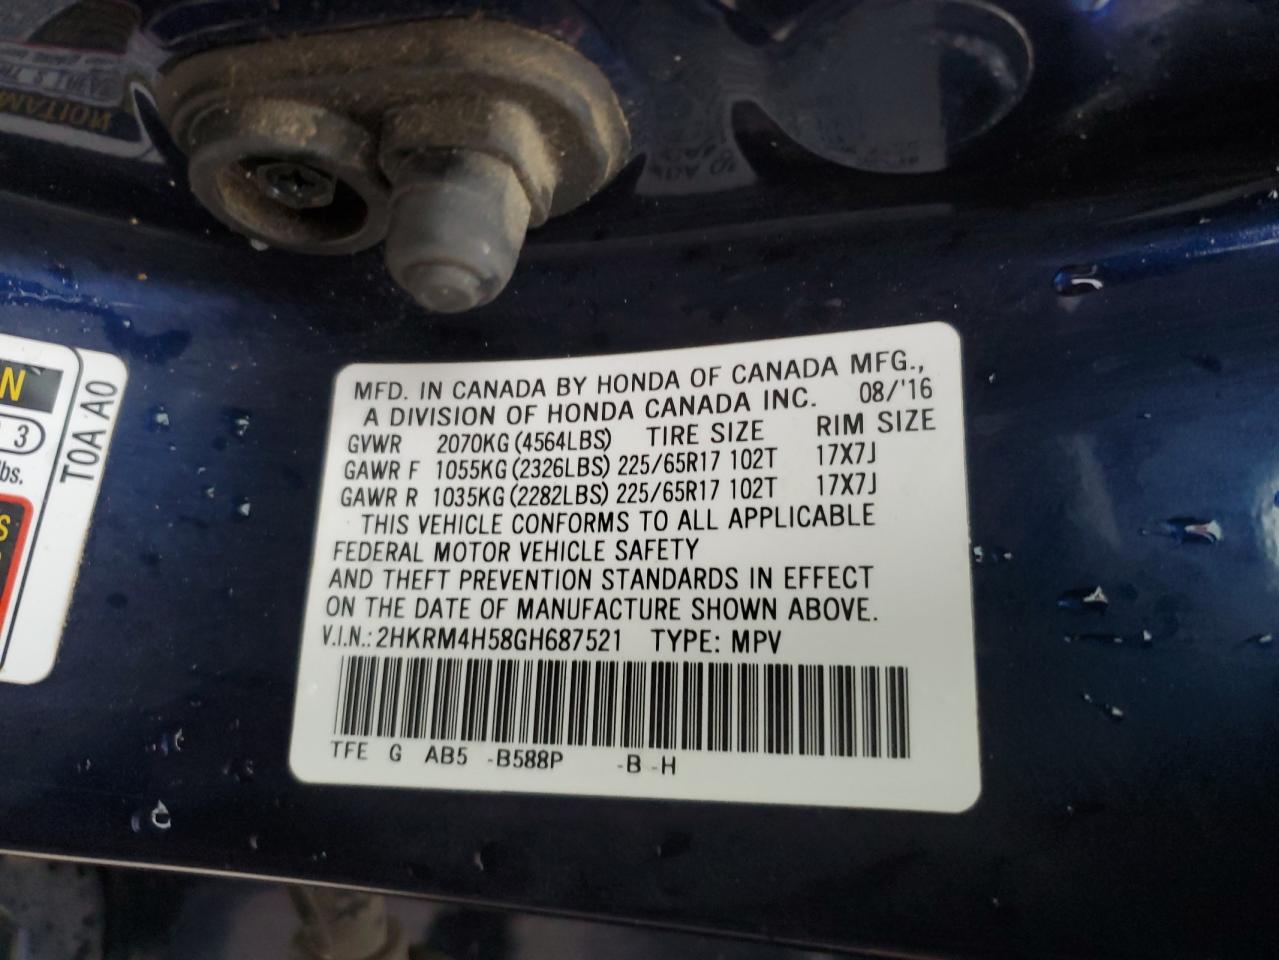 MFD. IN CANADA BY HONDA OF CANADA MFG.,
A DIVISION OF HONDA CANADA INC. 08/'16
GVWR 2070KG (4564LBS) TIRE SIZE RIM SIZE
GAWR F 1055KG (2326LBS) 225/65R17 102T 17X7J
GAWR R 1035KG (2282LBS) 225/65R17 102T 17X7J
THIS VEHICLE CONFORMS TO ALL APPLICABLE
FEDERAL MOTOR VEHICLE SAFETY
AND THEFT PREVENTION STANDARDS IN EFFECT
ON THE DATE OF MANUFACTURE SHOWN ABOVE.
V.I.N.: 2HKRM4H58GH687521 TYPE: MPV
TFE G AB5 -B588P -B -H
N
3
lbs.
S
T0A A0